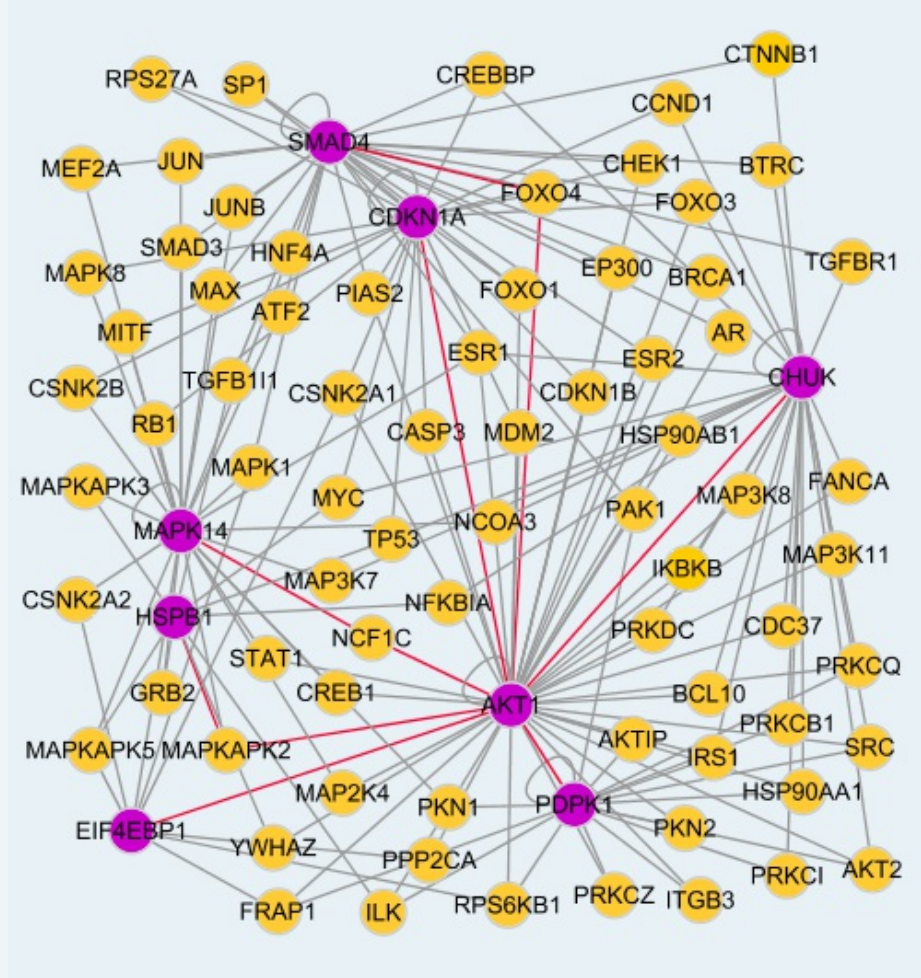 CTNNB1
RPS27A
SP1
CREBBP
CCND1
SMAD4
MEF2A
JUN
CHEK1
BTRC
FOXO4
JUNB
CDKN1A
FOXO3
SMAD3
HNF4A
MAPK8
EP300
BRCA1
TGFBR1
MAX
PIAS2
FOXO1
ATF2
MITF
AR
ESR1
ESR2
CSNK2B
TGFB1I1
CSNK2A1
CDKN1B
CHUK
RB1
CASP3
MDM2
HSP90AB1
MAPK1
MAPKAPK3
MYC
MAP3K8
FANCA
MAPK14
TP53
NCOA3
PAK1
MAP3K11
MAP3K7
IKBKB
CSNK2A2
HSPB1
NFKBIA
NCF1C
PRKDC
CDC37
STAT1
PRKCQ
GRB2
CREB1
AKT1
BCL10
PRKCB1
MAPKAPK5
MAPKAPK2
AKTIP
IRS1
SRC
MAP2K4
PKN1
PDPK1
HSP90AA1
EIF4EBP1
PKN2
YWHAZ
PPP2CA
PRKCI
AKT2
FRAP1
ILK
RPS6KB1
PRKCZ
ITGB3